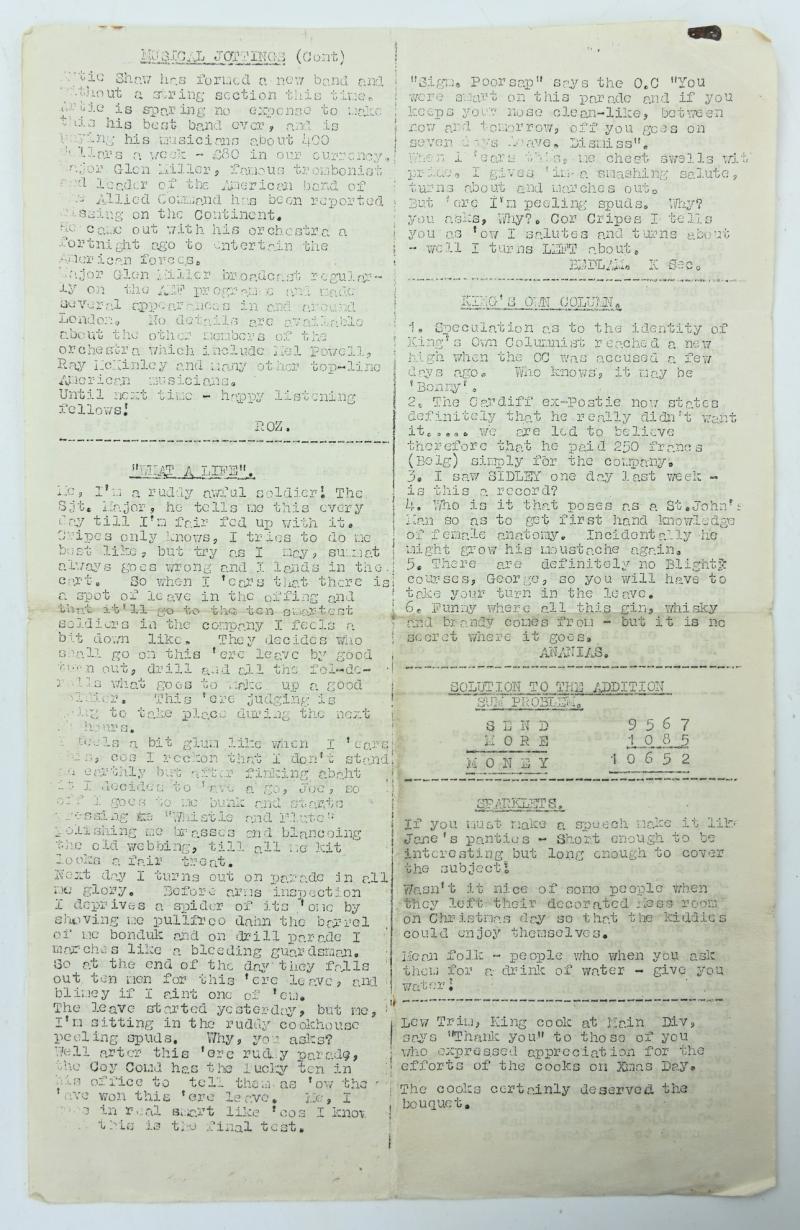 MUSICAL JOTTINGS (Cont)
Shaw has formed a new band and
without a string section this time.
Artie is sparing no expense to make
this his best band ever, and is
paying his musicians about 400
dollars a week - £80 in our currency.
Major Glen Miller, famous trombonist
and leader of the American band of
Allied Command has been reported
missing on the Continent.
He came out with his orchestra a
fortnight ago to entertain the
American forces.
Major Glen Miller broadcast regular-
ly on the AEF programe and made
several appearances in and around
London. No details are available
about the other members of the
orchestra which include Mel Powell,
Ray McKinley and many other top-line
American musicians.
Until next time - happy listening
fellows!
ROZ.
"WHAT A LIFE".
Me, I'm a ruddy awful soldier! The
Sjt. Major, he tells me this every
day till I'm fair fed up with it.
Cripes only knows, I tries to do me
best like, but try as I may, summat
always goes wrong and I lands in the
cart. So when I 'ears that there is
a spot of leave in the offing and
that it'll go to the ten smartest
soldiers in the company I feels a
bit down like. They decides who
shall go on this 'ere leave by good
turn out, drill and all the fol-de-
rolls what goes to make up a good
soldier. This 'ere judging is
going to take place during the next
hours.
I feels a bit glum like when I 'ears
this, cos I reckon that I don't stand
an earthly but after finking abaht
it I decides to 'ave a go, Joe, so
off I goes to me bunk and starts
pressing me "Whistle and Flute"
polishing me brasses and blancoing
the old webbing, till all me kit
looks a fair treat.
Next day I turns out on parade in all
me glory. Before arms inspection
I deprives a spider of its 'ome by
shoving me pullfroo dahn the barrel
of me bonduk and on drill parade I
marches like a bleeding guardsman.
So at the end of the day they falls
out ten men for this 'ere leave, and
blimey if I aint one of 'em.
The leave started yesterday, but me,
I'm sitting in the ruddy cookhouse
peeling spuds. Why, you asks?
Well arter this 'ere ruddy parade,
the Coy Comd has the lucky ten in
his office to tell them as 'ow the
'ave won this 'ere leave. Me, I
in real smart like 'cos I know
this is the final test.
"Sigm. Poorsap" says the O.C "You
were smart on this parade and if you
keeps your nose clean-like, between
now and tomorrow, off you goes on
seven days leave. Dismiss".
When I 'ears this, me chest swells wit
pride. I gives 'im a smashing salute,
turns about and marches out.
But 'ere I'm peeling spuds. Why?
you asks, Why?. Cor Cripes I tells
you as 'ow I salutes and turns about
- well I turns LEFT about.
BEDLAM. K Sec.
KING'S OWN COLUMN.
1. Speculation as to the identity of
King's Own Columnist reached a new
high when the OC was accused a few
days ago. Who knows, it may be
'Bonny'.
2. The Cardiff ex-Postie now states
definitely that he really didn't want
it..... we are led to believe
therefore that he paid 250 francs
(Belg) simply for the company.
3. I saw SIDLEY one day last week -
is this a record?
4. Who is it that poses as a St.John's
Man so as to get first hand knowledge
of female anatomy. Incidentally he
might grow his moustache again.
5. There are definitely no Blighty
courses, George, so you will have to
take your turn in the leave.
6. Funny where all this gin, whisky
and brandy comes from - but it is no
secret where it goes.
ANANIAS.
SOLUTION TO THE ADDITION
SUM PROBLEM.
S E N D 9 5 6 7
M O R E 1 0 8 5
M O N E Y 1 0 6 5 2
SPARKLETS.
If you must make a speech make it like
Jane's panties - Short enough to be
interesting but long enough to cover
the subject!
Wasn't it nice of some people when
they left their decorated Mess room
on Christmas day so that the kiddies
could enjoy themselves.
Mean folk - people who when you ask
them for a drink of water - give you
water!
Lew Trim, King cook at Main Div,
says "Thank you" to those of you
who expressed appreciation for the
efforts of the cooks on Xmas Day.
The cooks certainly deserved the
bouquet.